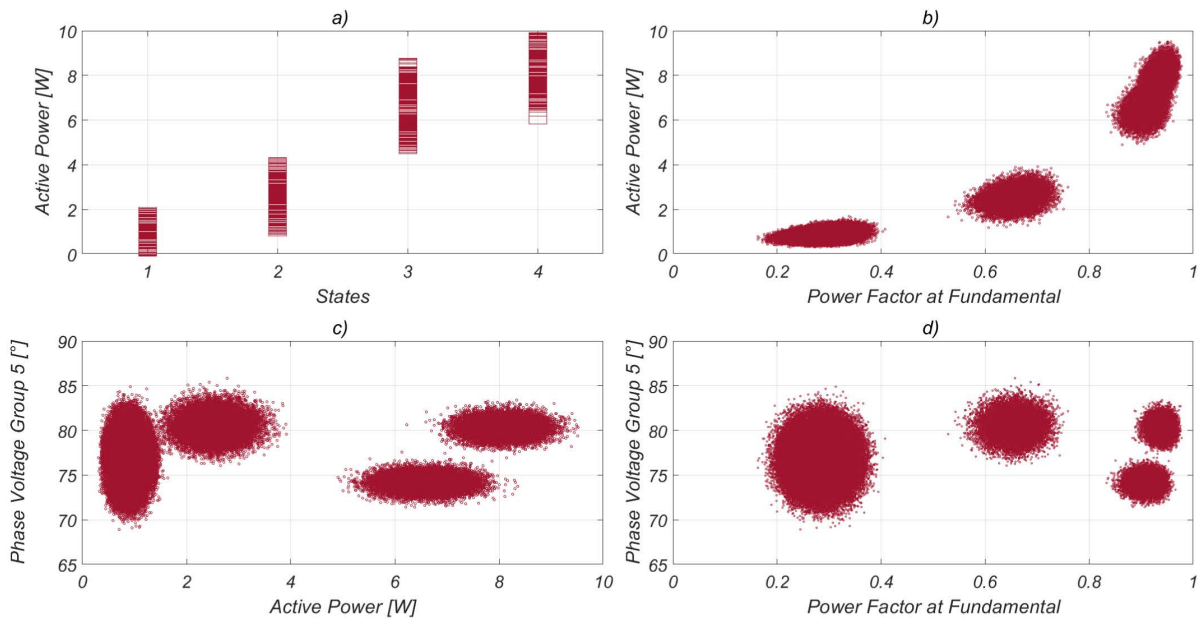 a)
10
8
6
4
2
0
Active Power [W]
1 2 3 4
States
b)
10
8
6
4
2
0
Active Power [W]
0 0.2 0.4 0.6 0.8 1
Power Factor at Fundamental
c)
90
85
80
75
70
65
Phase Voltage Group 5 [°]
0 2 4 6 8 10
Active Power [W]
d)
90
85
80
75
70
65
Phase Voltage Group 5 [°]
0 0.2 0.4 0.6 0.8 1
Power Factor at Fundamental